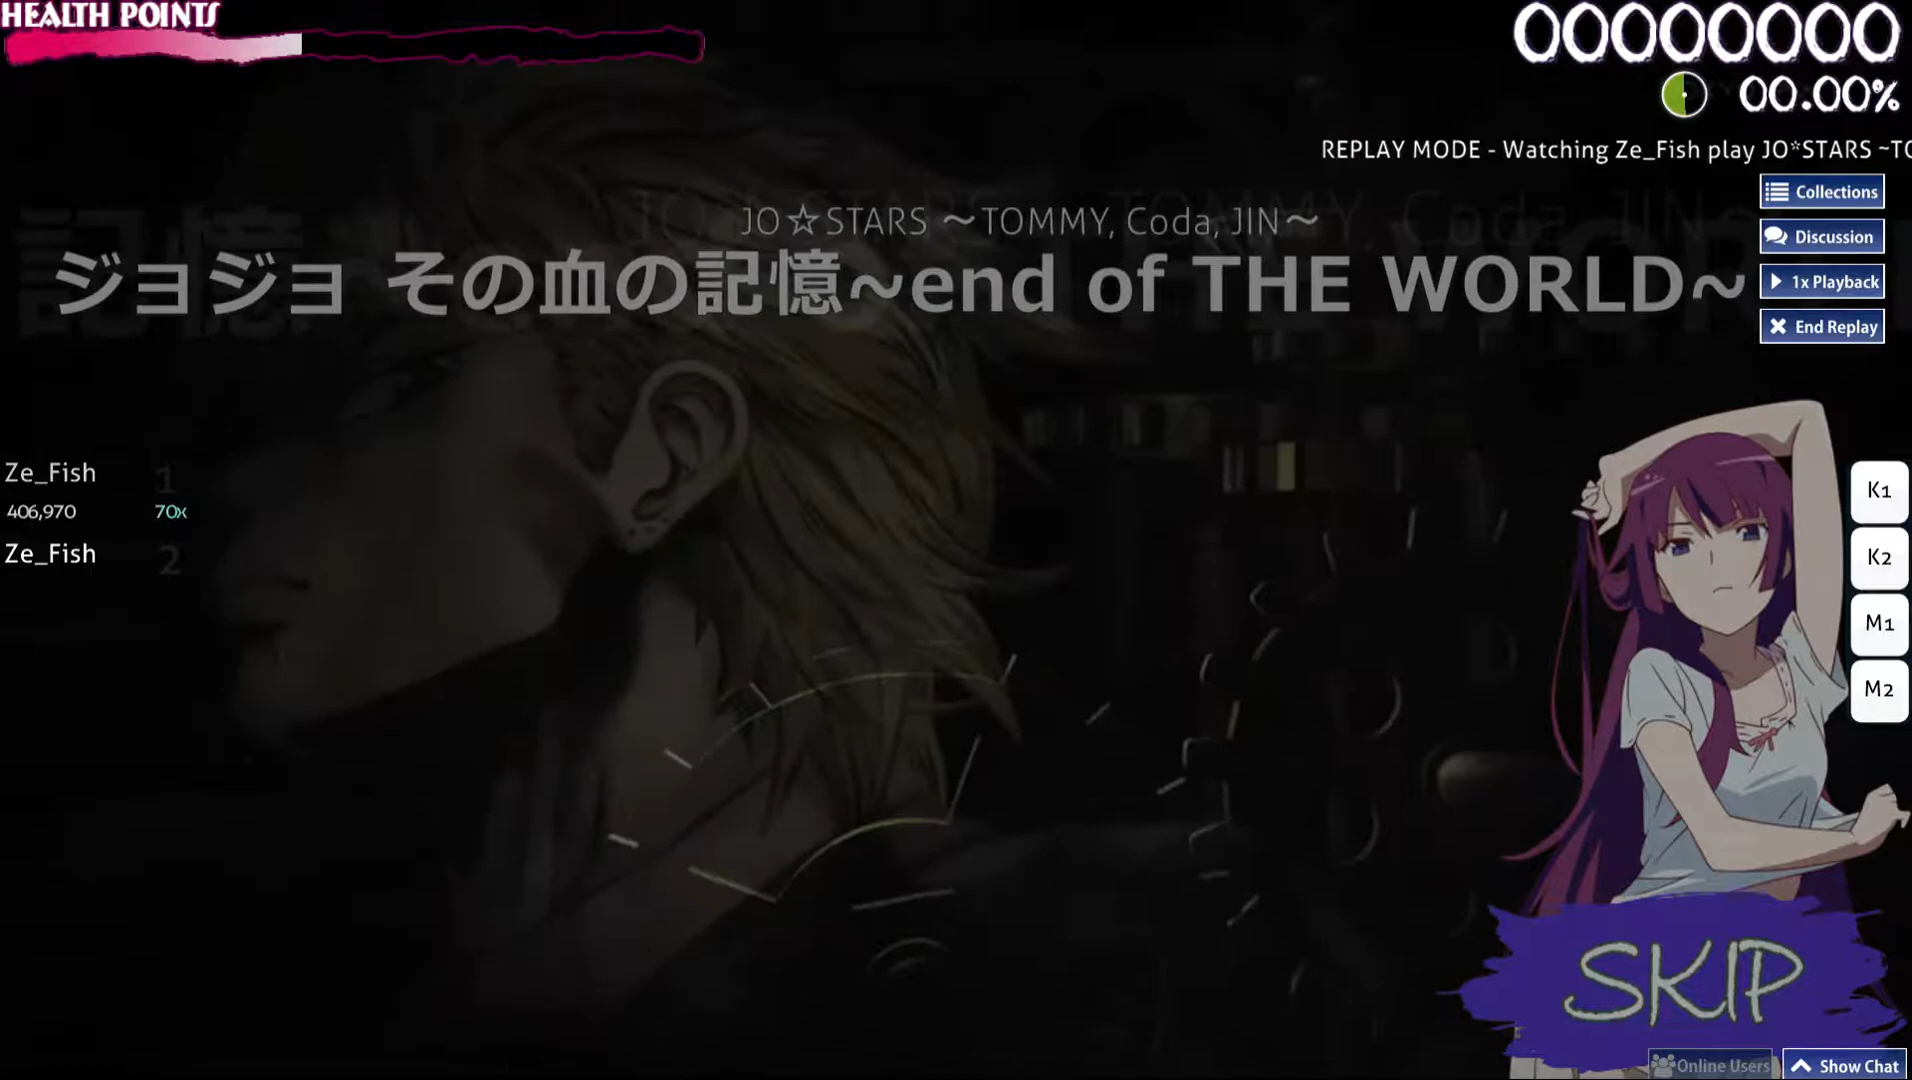 HEALTH POINTS
00000000
00.00%
REPLAY MODE - Watching Ze_Fish play JO*STARS ~TO
Collections
JO☆STARS ～TOMMY, Coda, JIN～
Discussion
ジョジョ その血の記憶~end of THE WORLD~
1x Playback
End Replay
Ze_Fish 1
406,970 70x
Ze_Fish 2
K1
K2
M1
M2
SKIP
Online Users
Show Chat